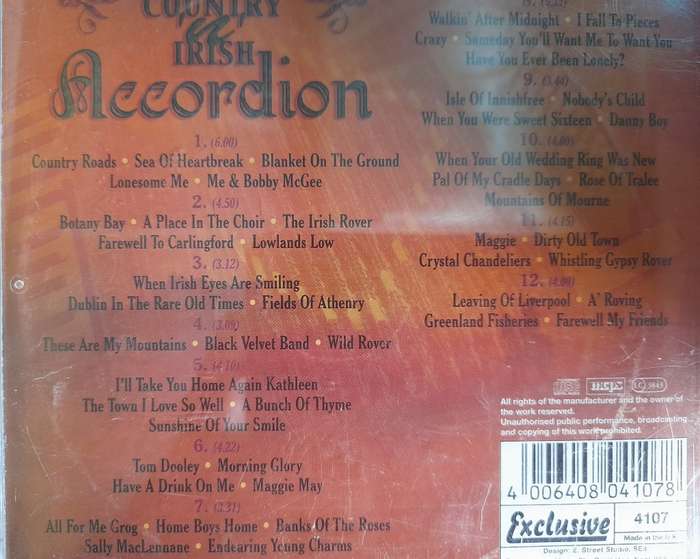 COUNTRY
&
IRISH
Accordion
1. (6.00)
Country Roads • Sea Of Heartbreak • Blanket On The Ground
Lonesome Me • Me & Bobby McGee
2. (4.50)
Botany Bay • A Place In The Choir • The Irish Rover
Farewell To Carlingford • Lowlands Low
3. (3.12)
When Irish Eyes Are Smiling
Dublin In The Rare Old Times • Fields Of Athenry
4. (3.09)
These Are My Mountains • Black Velvet Band • Wild Rover
5. (4.10)
I'll Take You Home Again Kathleen
The Town I Love So Well • A Bunch Of Thyme
Sunshine Of Your Smile
6. (4.22)
Tom Dooley • Morning Glory
Have A Drink On Me • Maggie May
7. (3.31)
All For Me Grog • Home Boys Home • Banks Of The Roses
Sally MacLennane • Endearing Young Charms
Walkin' After Midnight • I Fall To Pieces
Crazy • Someday You'll Want Me To Want You
Have You Ever Been Lonely?
9. (3.44)
Isle Of Innishfree • Nobody's Child
When You Were Sweet Sixteen • Danny Boy
10. (4.00)
When Your Old Wedding Ring Was New
Pal Of My Cradle Days • Rose Of Tralee
Mountains Of Mourne
11. (4.15)
Maggie • Dirty Old Town
Crystal Chandeliers • Whistling Gypsy Rover
12.
Leaving Of Liverpool • A' Roving
Greenland Fisheries • Farewell My Friends
mcps LC
All rights of the manufacturer and the owner of
the work reserved.
Unauthorised public performance, broadcasting
and copying of this work prohibited.
4 006408 041078
Exclusive 4107
Made in the U.K.
Design: E. Street Studio, SE4